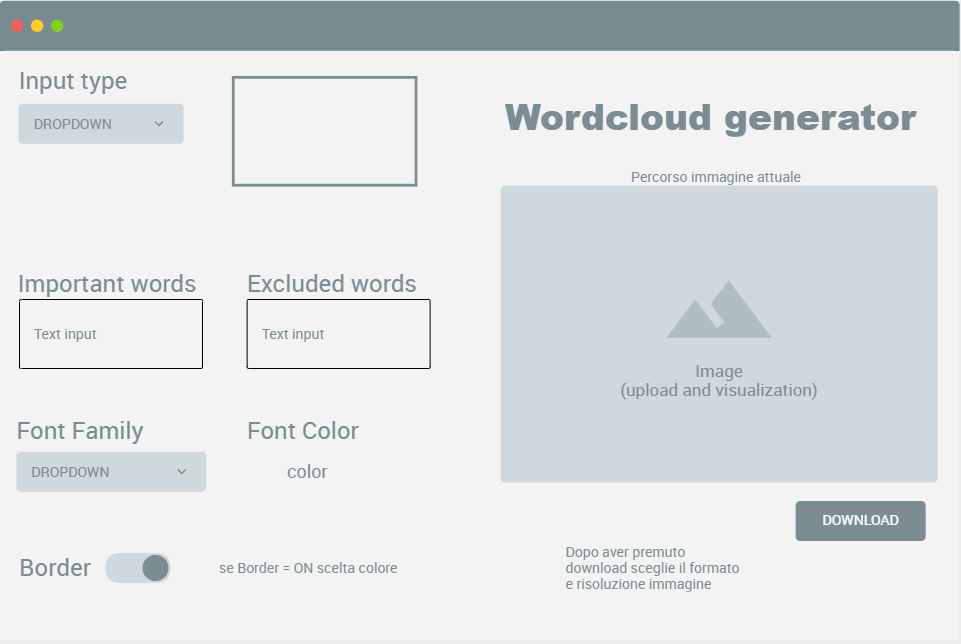 Input type
DROPDOWN
Wordcloud generator
Percorso immagine attuale
Important words
Excluded words
Text input
Text input
Image
(upload and visualization)
Font Family
Font Color
DROPDOWN
color
DOWNLOAD
Border
se Border = ON scelta colore
Dopo aver premuto
download sceglie il formato
e risoluzione immagine